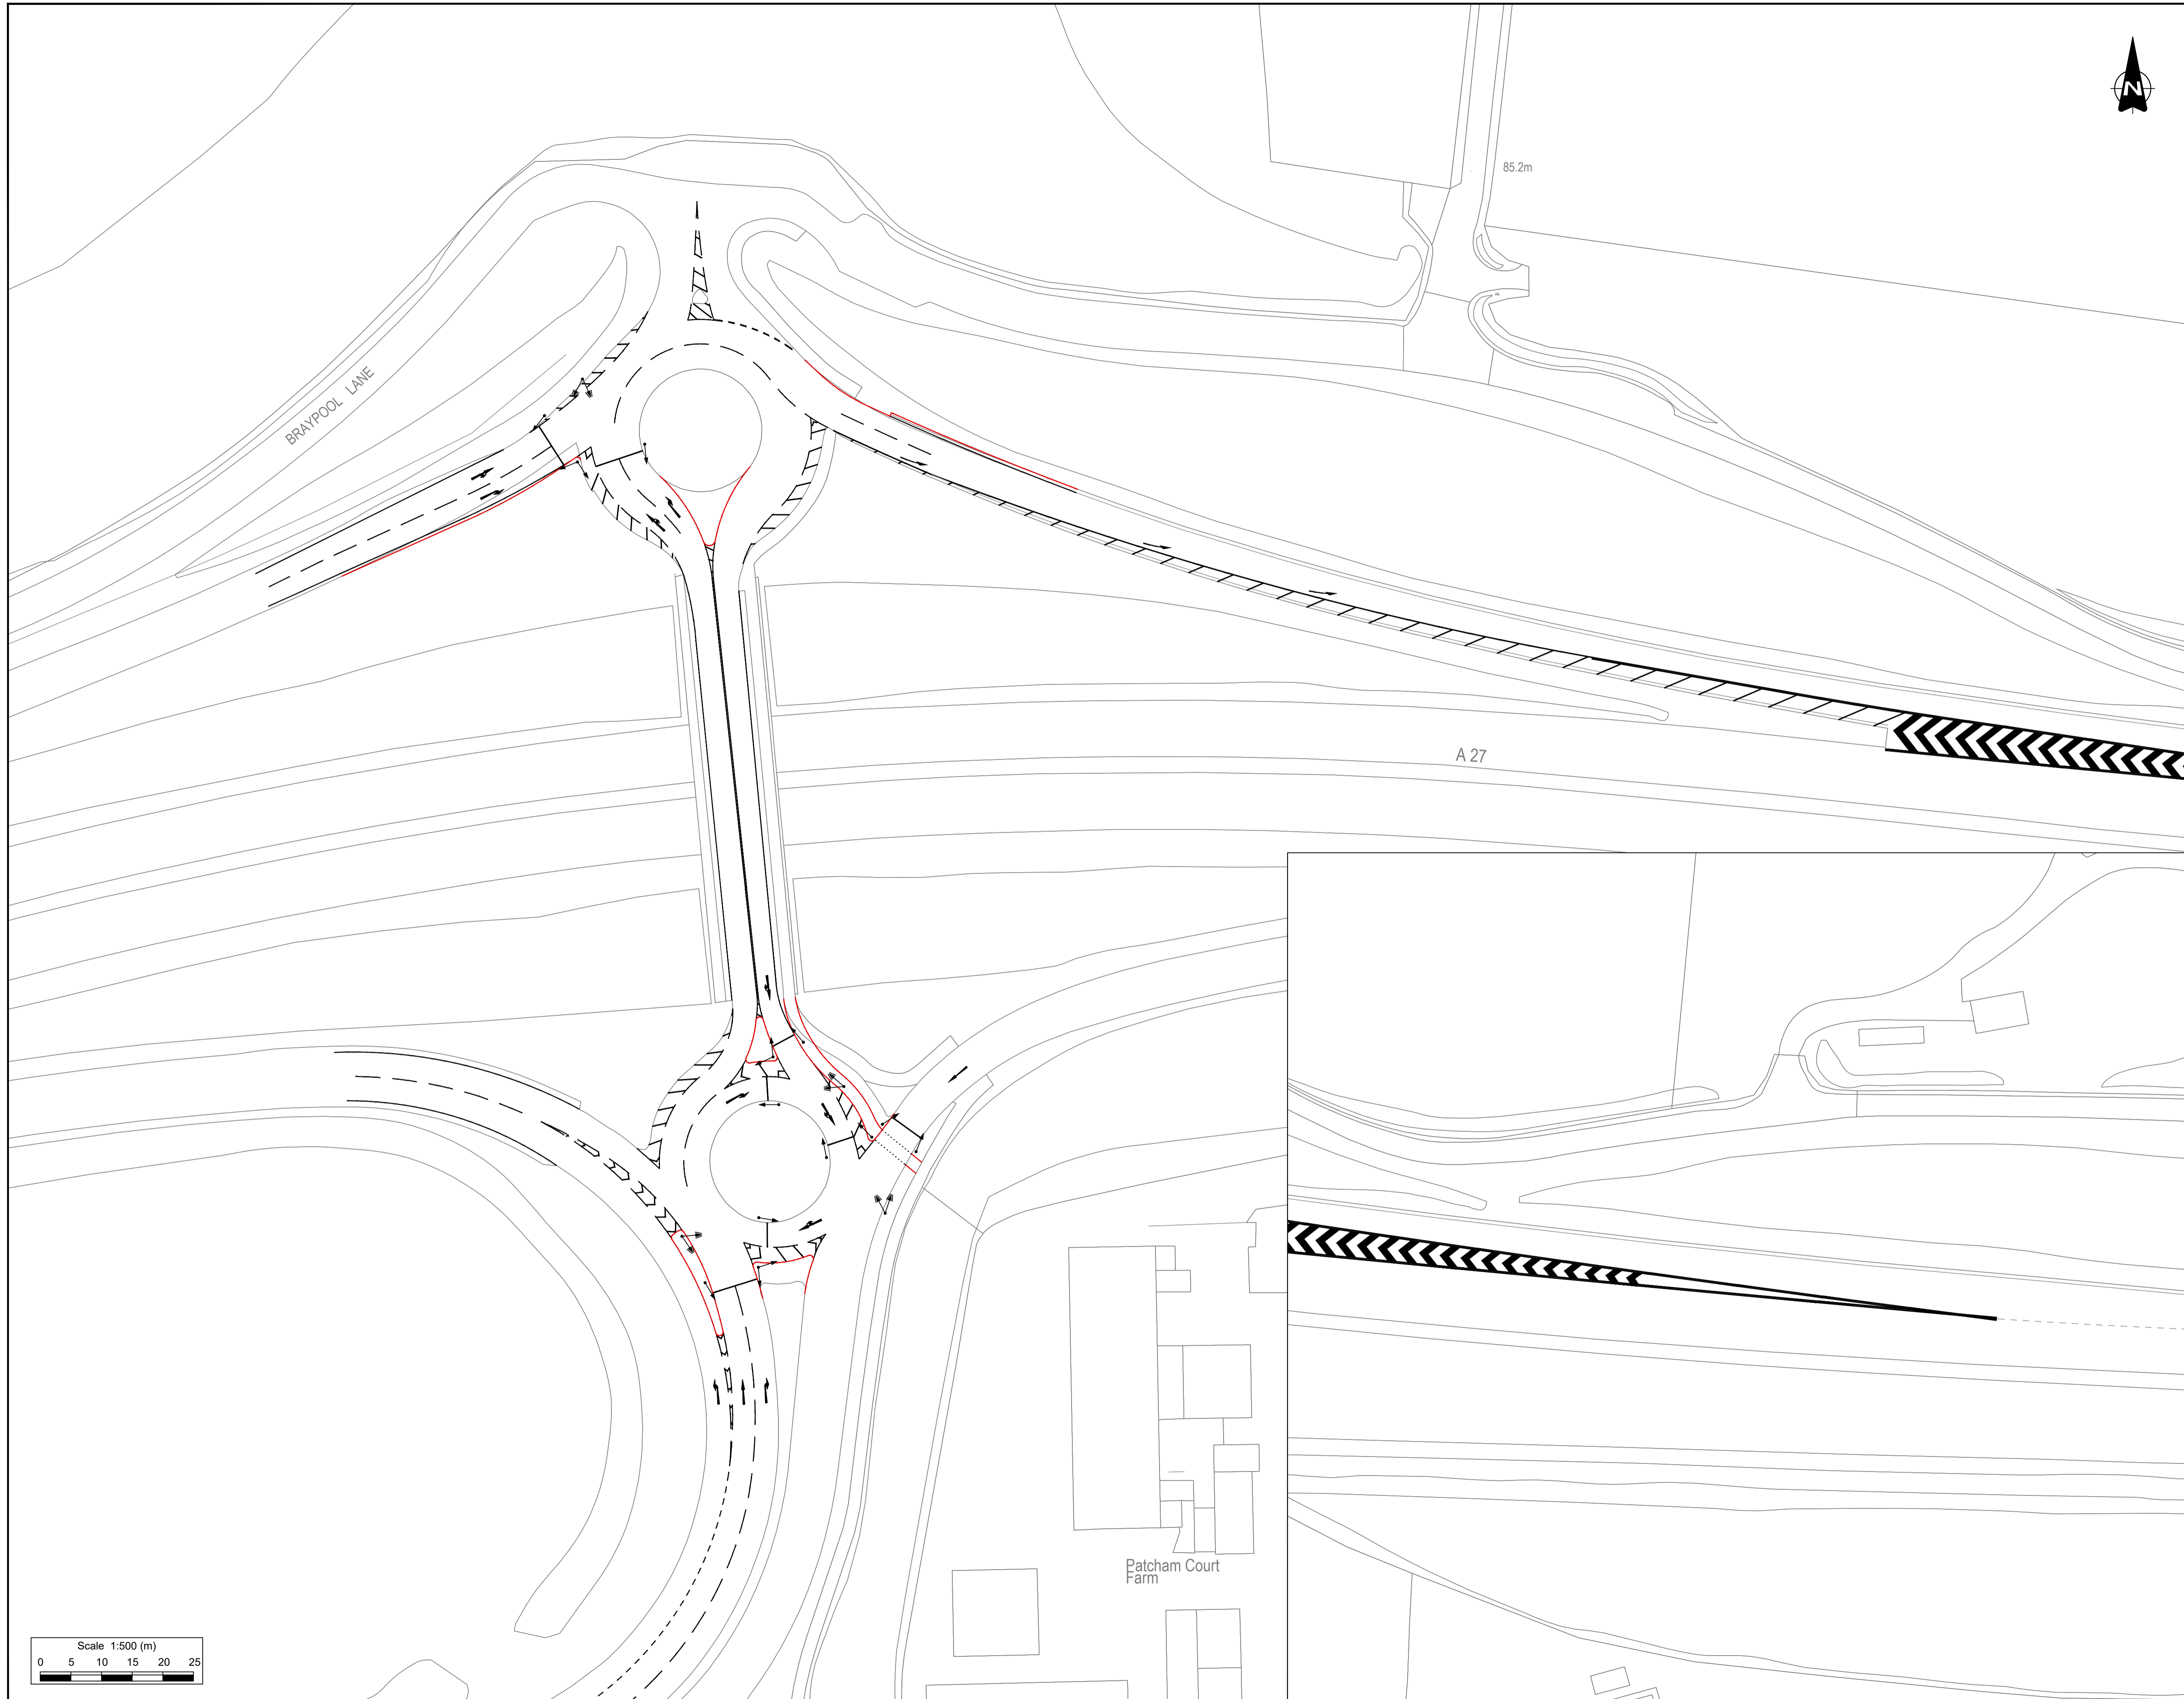 N
85.2m
BRAYPOOL LANE
A 27
Patcham Court
Farm
Scale 1:500 (m)
0 5 10 15 20 25